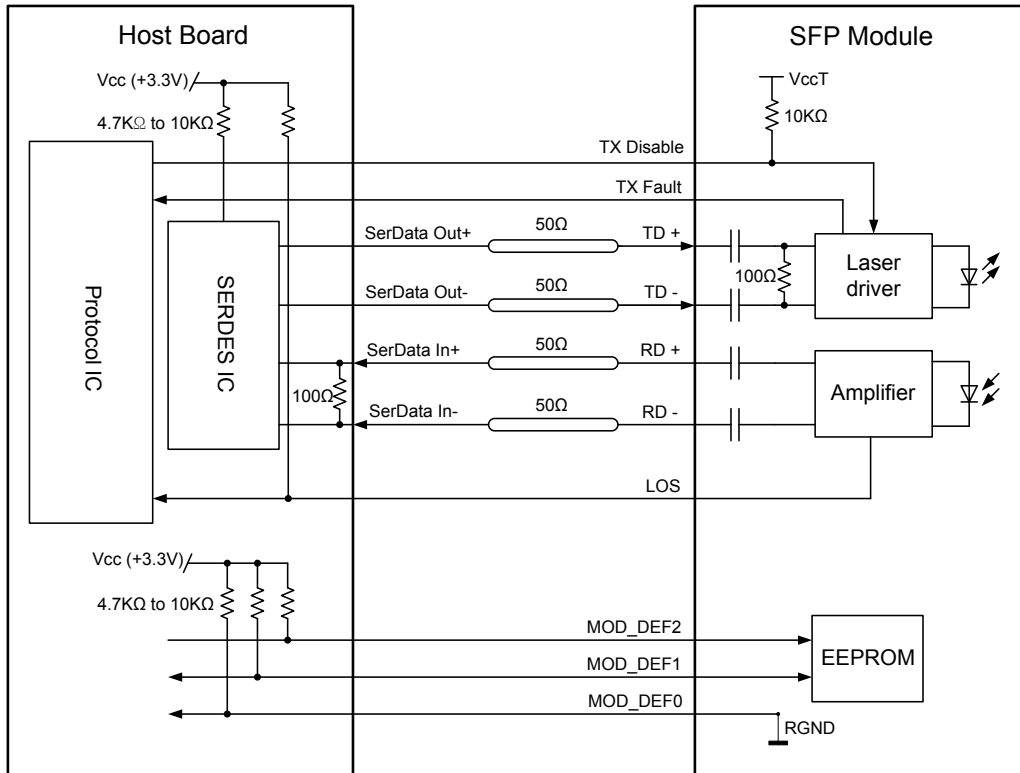 Host Board
SFP Module
Vcc (+3.3V)
VccT
4.7KΩ to 10KΩ
10KΩ
TX Disable
TX Fault
Protocol IC
SERDES IC
SerData Out+
50Ω
TD +
SerData Out-
50Ω
TD -
100Ω
Laser
driver
SerData In+
50Ω
RD +
100Ω
SerData In-
50Ω
RD -
Amplifier
LOS
Vcc (+3.3V)
4.7KΩ to 10KΩ
MOD_DEF2
MOD_DEF1
MOD_DEF0
EEPROM
RGND